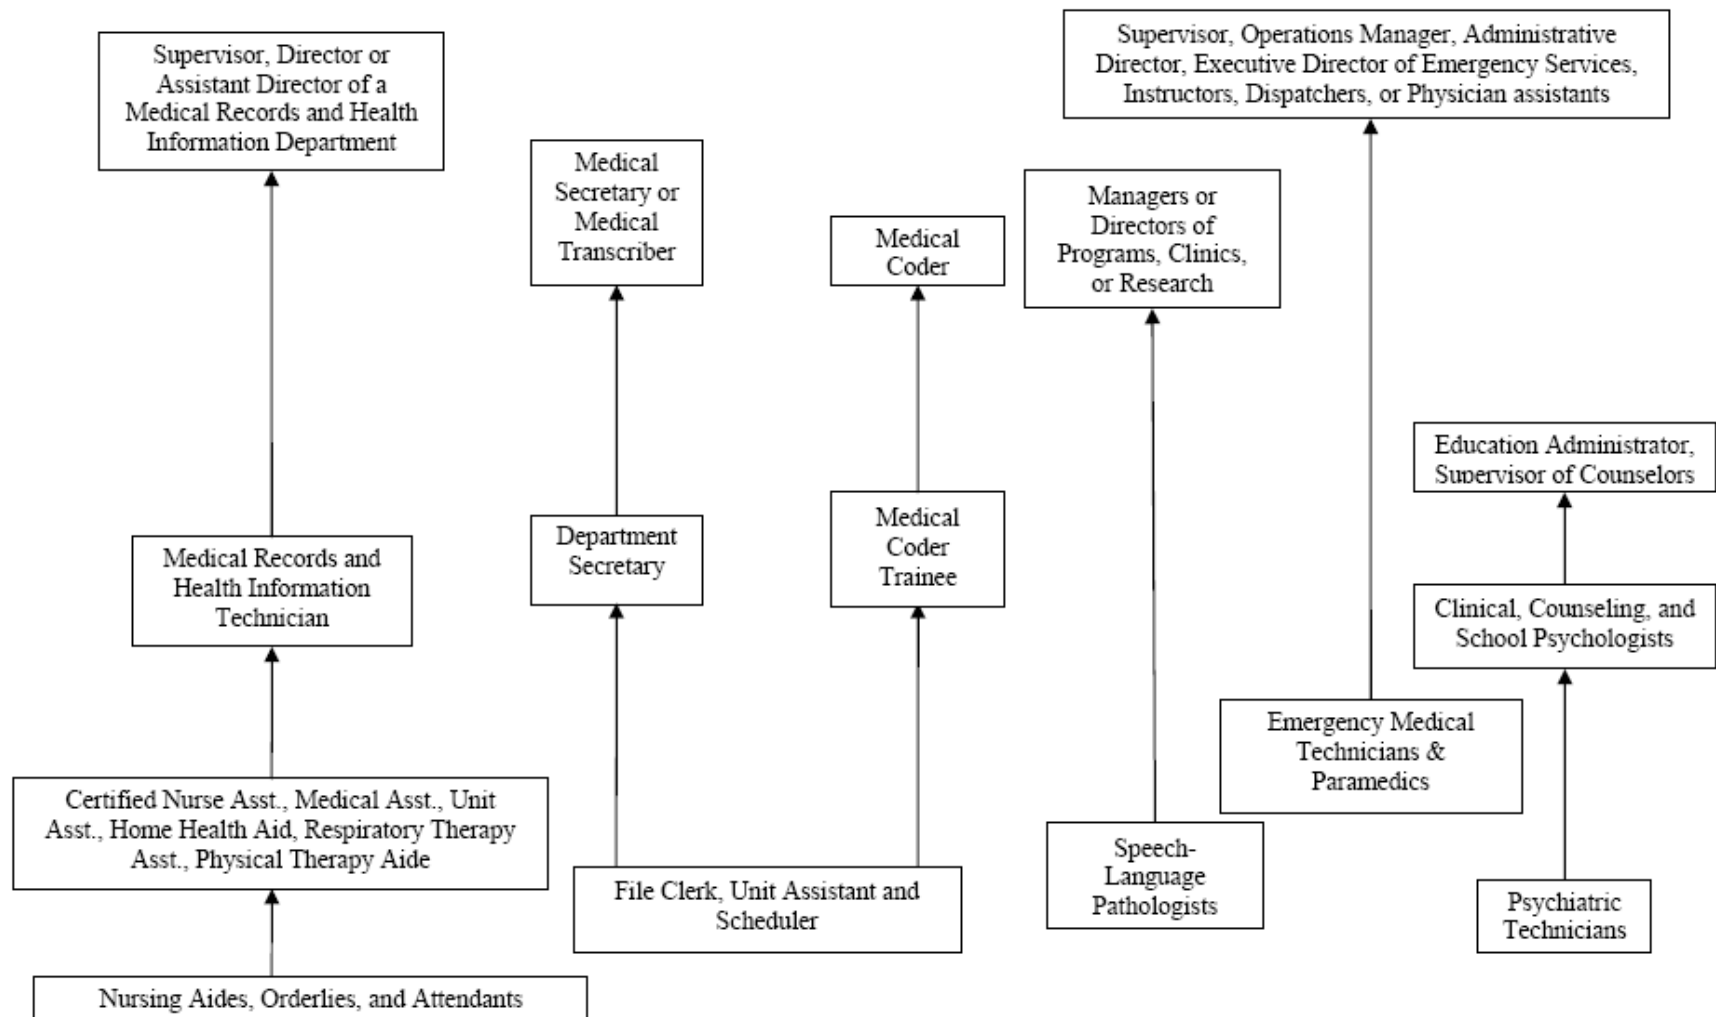 Supervisor, Director or
Assistant Director of a
Medical Records and Health
Information Department
Medical Records and
Health Information
Technician
Certified Nurse Asst., Medical Asst., Unit
Asst., Home Health Aid, Respiratory Therapy
Asst., Physical Therapy Aide
Nursing Aides, Orderlies, and Attendants
Medical
Secretary or
Medical
Transcriber
Department
Secretary
Medical
Coder
Medical
Coder
Trainee
File Clerk, Unit Assistant and
Scheduler
Managers or
Directors of
Programs, Clinics,
or Research
Speech-
Language
Pathologists
Supervisor, Operations Manager, Administrative
Director, Executive Director of Emergency Services,
Instructors, Dispatchers, or Physician assistants
Emergency Medical
Technicians &
Paramedics
Education Administrator,
Supervisor of Counselors
Clinical, Counseling, and
School Psychologists
Psychiatric
Technicians